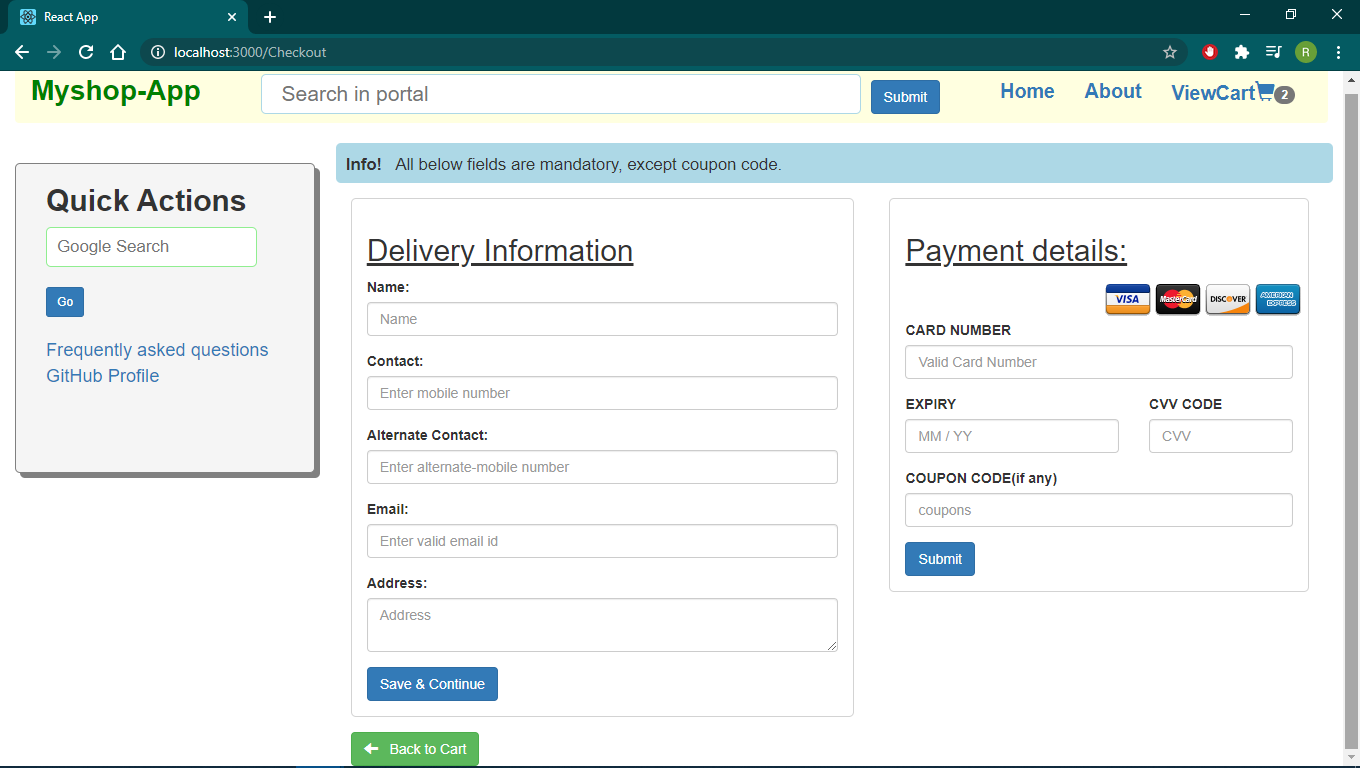 React App
localhost:3000/Checkout
R
Myshop-App
Search in portal
Submit
Home
About
ViewCart
2
Info! All below fields are mandatory, except coupon code.
Quick Actions
Google Search
Go
Frequently asked questions
GitHub Profile
Delivery Information
Name:
Name
Contact:
Enter mobile number
Alternate Contact:
Enter alternate-mobile number
Email:
Enter valid email id
Address:
Address
Save & Continue
Back to Cart
Payment details:
VISA
MasterCard
DISCOVER
AMERICAN
EXPRESS
CARD NUMBER
Valid Card Number
EXPIRY
CVV CODE
MM / YY
CVV
COUPON CODE(if any)
coupons
Submit